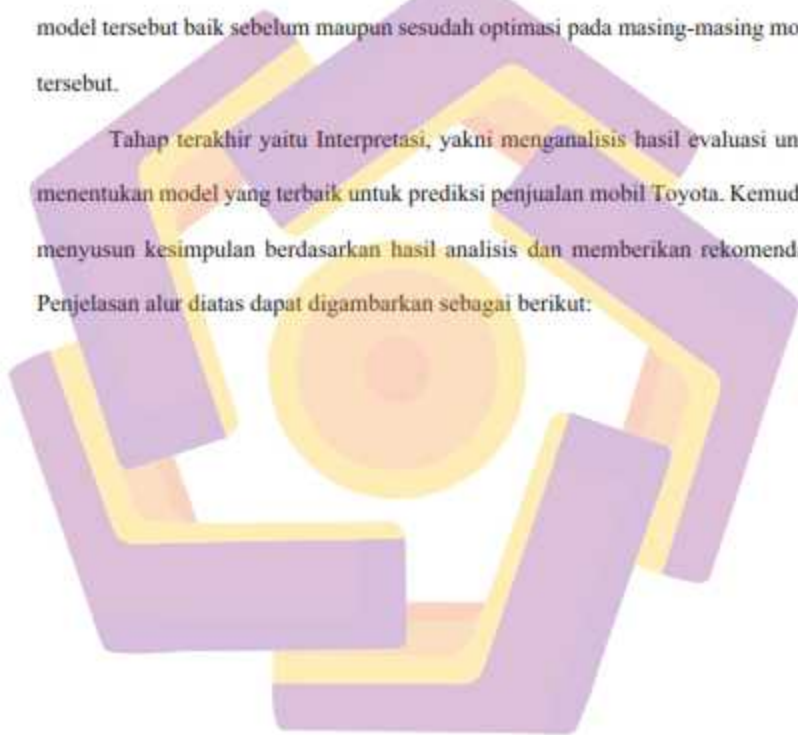 model tersebut baik sebelum maupun sesudah optimasi pada masing-masing mo
tersebut.
Tahap terakhir yaitu Interpretasi, yakni menganalisis hasil evaluasi un
menentukan model yang terbaik untuk prediksi penjualan mobil Toyota. Kemud
menyusun kesimpulan berdasarkan hasil analisis dan memberikan rekomend
Penjelasan alur diatas dapat digambarkan sebagai berikut: